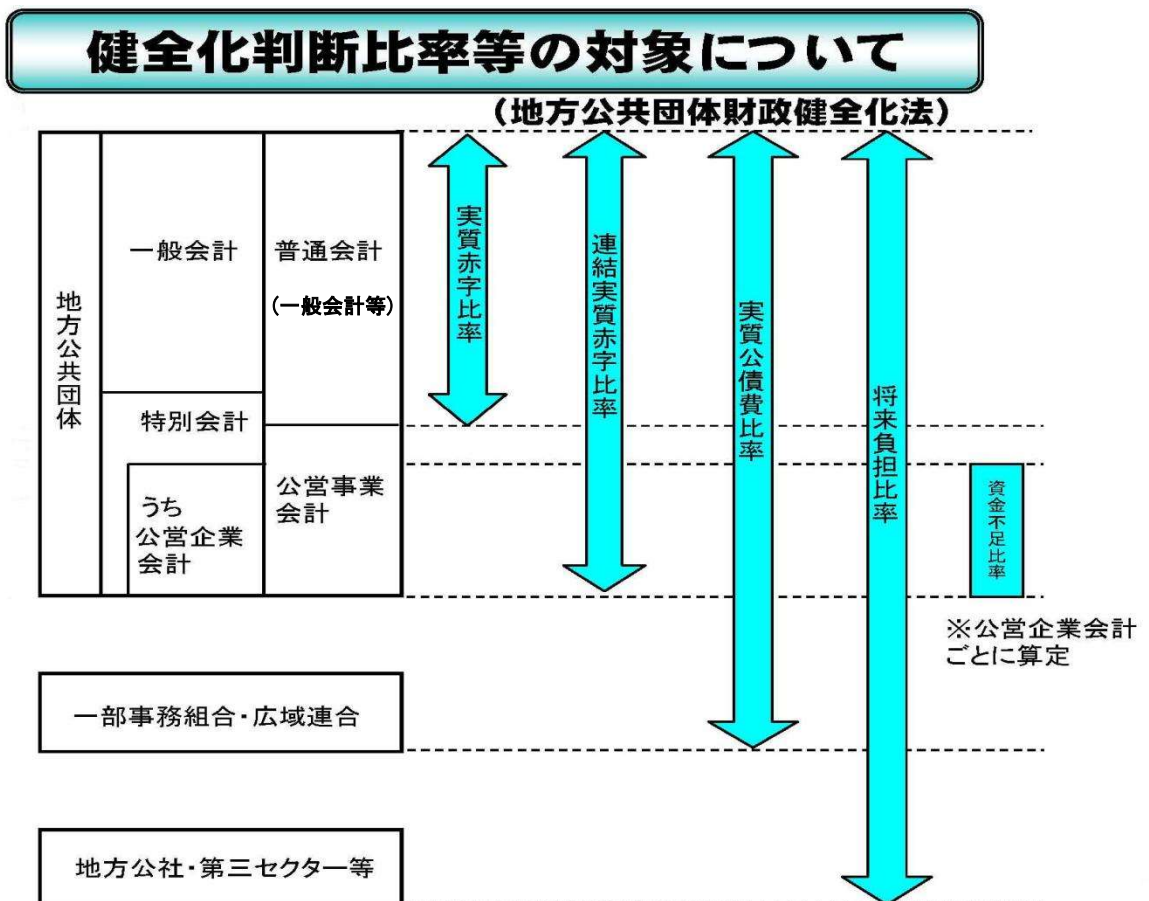 健全化判断比率等の対象について
（地方公共団体財政健全化法）
地方公共団体
一般会計
普通会計
（一般会計等）
特別会計
うち
公営企業
会計
公営事業
会計
実質赤字比率
連結実質赤字比率
実質公債費比率
将来負担比率
資金不足比率
※公営企業会計
ごとに算定
一部事務組合・広域連合
地方公社・第三セクター等